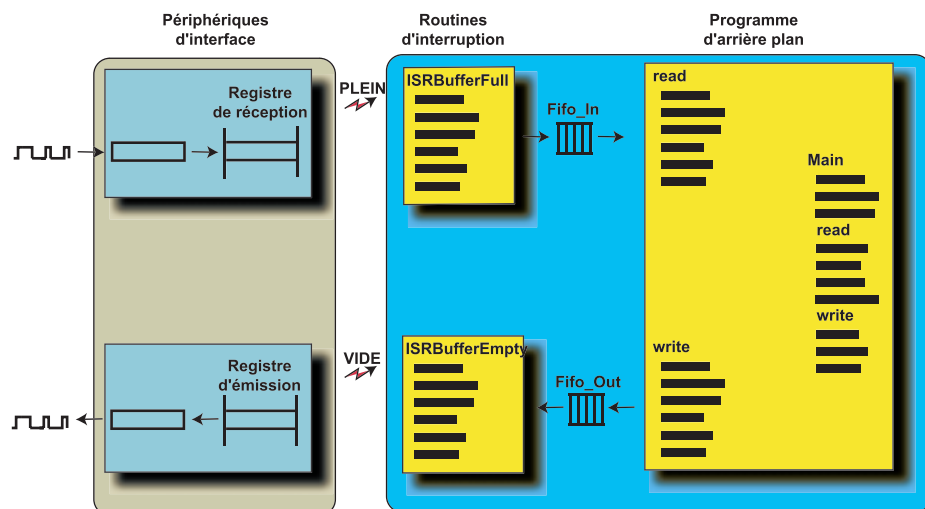 Périphériques
d'interface
Routines
d'interruption
Programme
d'arrière plan
Registre
de réception
PLEIN
ISRBufferFull
Fifo_In
read
Main
read
write
Registre
d'émission
VIDE
ISRBufferEmpty
Fifo_Out
write